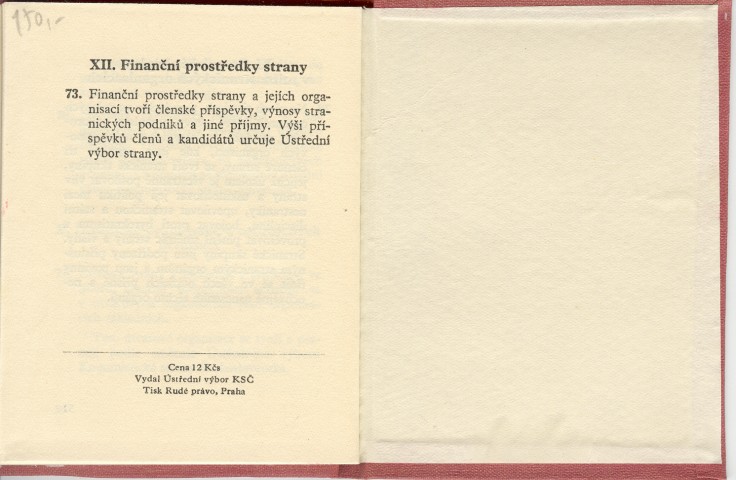 150,-
XII. Finanční prostředky strany
73. Finanční prostředky strany a jejích orga-
nisací tvoří členské příspěvky, výnosy stra-
nických podniků a jiné příjmy. Výši pří-
spěvků členů a kandidátů určuje Ústřední
výbor strany.
Cena 12 Kčs
Vydal Ústřední výbor KSČ
Tisk Rudé právo, Praha